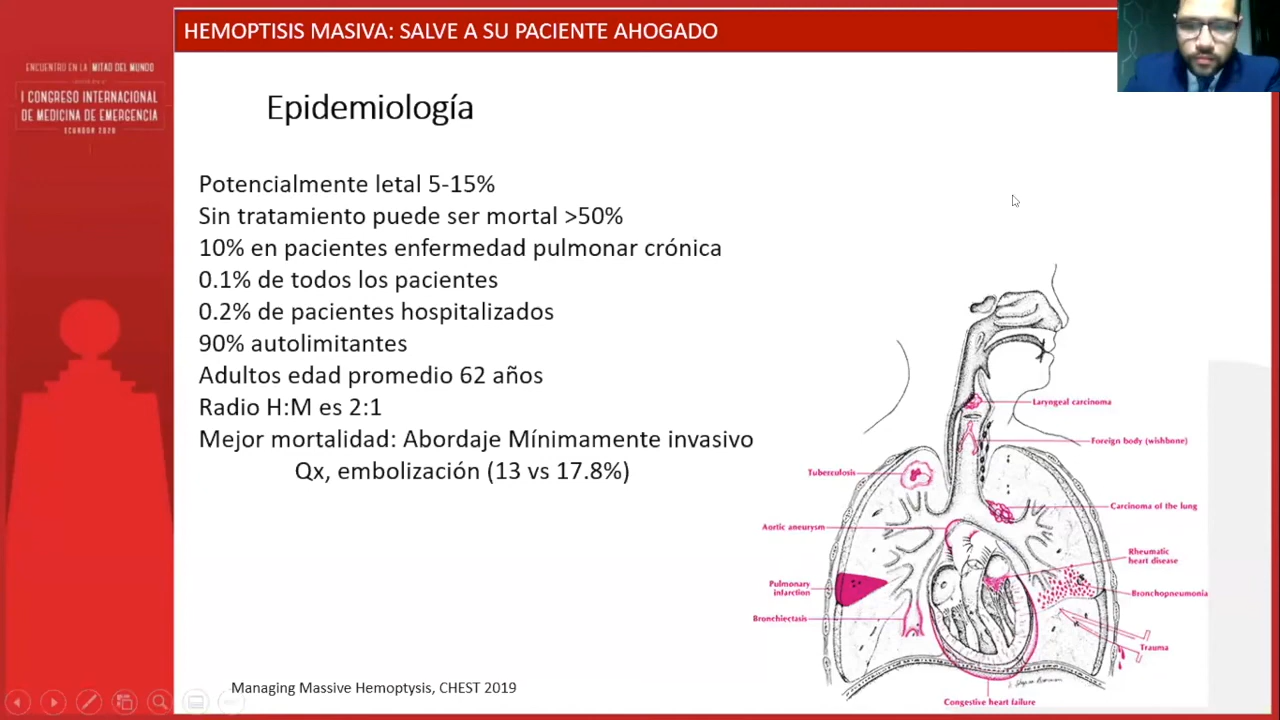 HEMOPTISIS MASIVA: SALVE A SU PACIENTE AHOGADO
ENCUENTRO EN LA MITAD DEL MUNDO
I CONGRESO INTERNACIONAL
DE MEDICINA DE EMERGENCIA
ECUADOR 2020
Epidemiología
Potencialmente letal 5-15%
Sin tratamiento puede ser mortal >50%
10% en pacientes enfermedad pulmonar crónica
0.1% de todos los pacientes
0.2% de pacientes hospitalizados
90% autolimitantes
Adultos edad promedio 62 años
Radio H:M es 2:1
Mejor mortalidad: Abordaje Mínimamente invasivo
Qx, embolización (13 vs 17.8%)
Laryngeal carcinoma
Foreign body (wishbone)
Tuberculosis
Carcinoma of the lung
Aortic aneurysm
Rheumatic
heart disease
Pulmonary
infarction
Bronchopneumonia
Bronchiectasis
Trauma
Congestive heart failure
Managing Massive Hemoptysis, CHEST 2019